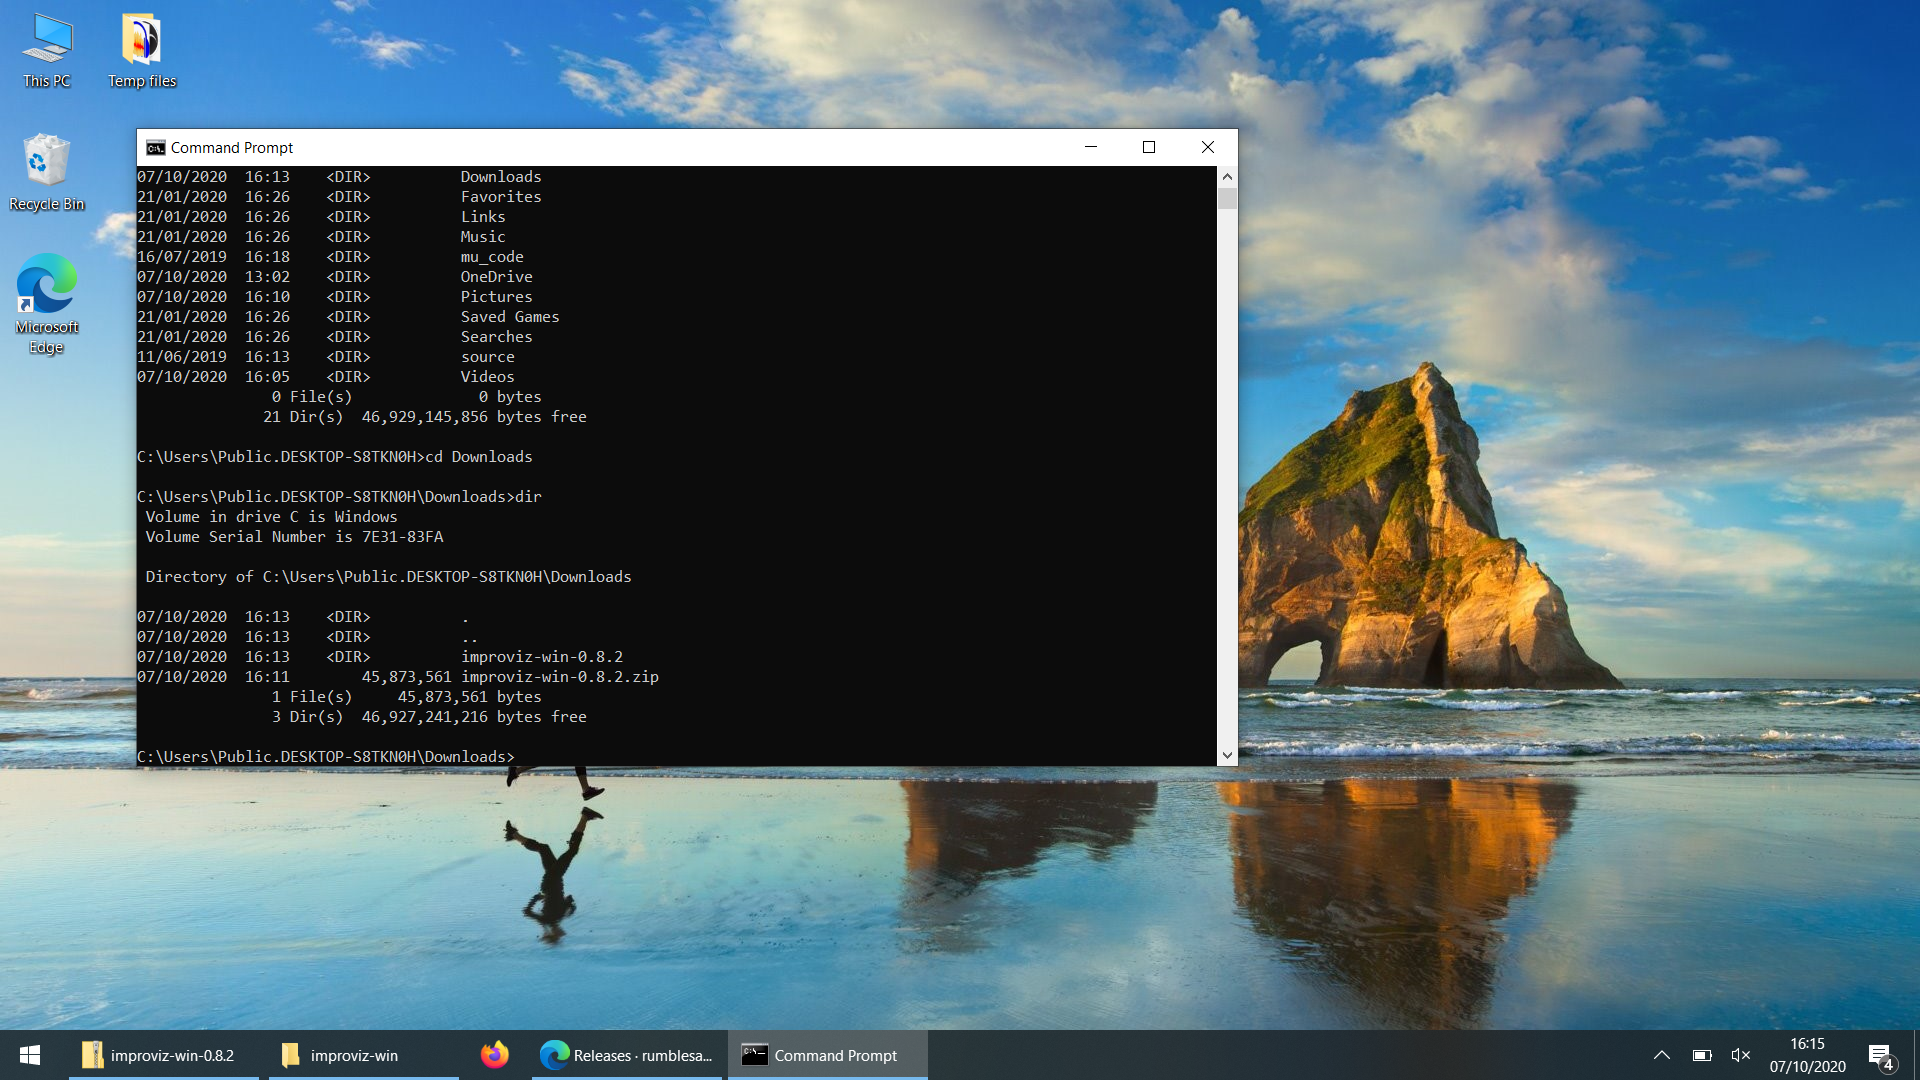 This PC
Temp files
Recycle Bin
Microsoft
Edge
Command Prompt
07/10/2020  16:13    <DIR>          Downloads
21/01/2020  16:26    <DIR>          Favorites
21/01/2020  16:26    <DIR>          Links
21/01/2020  16:26    <DIR>          Music
16/07/2019  16:18    <DIR>          mu_code
07/10/2020  13:02    <DIR>          OneDrive
07/10/2020  16:10    <DIR>          Pictures
21/01/2020  16:26    <DIR>          Saved Games
21/01/2020  16:26    <DIR>          Searches
11/06/2019  16:13    <DIR>          source
07/10/2020  16:05    <DIR>          Videos
               0 File(s)              0 bytes
              21 Dir(s)  46,929,145,856 bytes free
C:\Users\Public.DESKTOP-S8TKN0H>cd Downloads
C:\Users\Public.DESKTOP-S8TKN0H\Downloads>dir
 Volume in drive C is Windows
 Volume Serial Number is 7E31-83FA
 Directory of C:\Users\Public.DESKTOP-S8TKN0H\Downloads
07/10/2020  16:13    <DIR>          .
07/10/2020  16:13    <DIR>          ..
07/10/2020  16:13    <DIR>          improviz-win-0.8.2
07/10/2020  16:11        45,873,561 improviz-win-0.8.2.zip
               1 File(s)     45,873,561 bytes
               3 Dir(s)  46,927,241,216 bytes free
C:\Users\Public.DESKTOP-S8TKN0H\Downloads>
improviz-win-0.8.2
improviz-win
Releases · rumblesa...
Command Prompt
16:15
07/10/2020
4